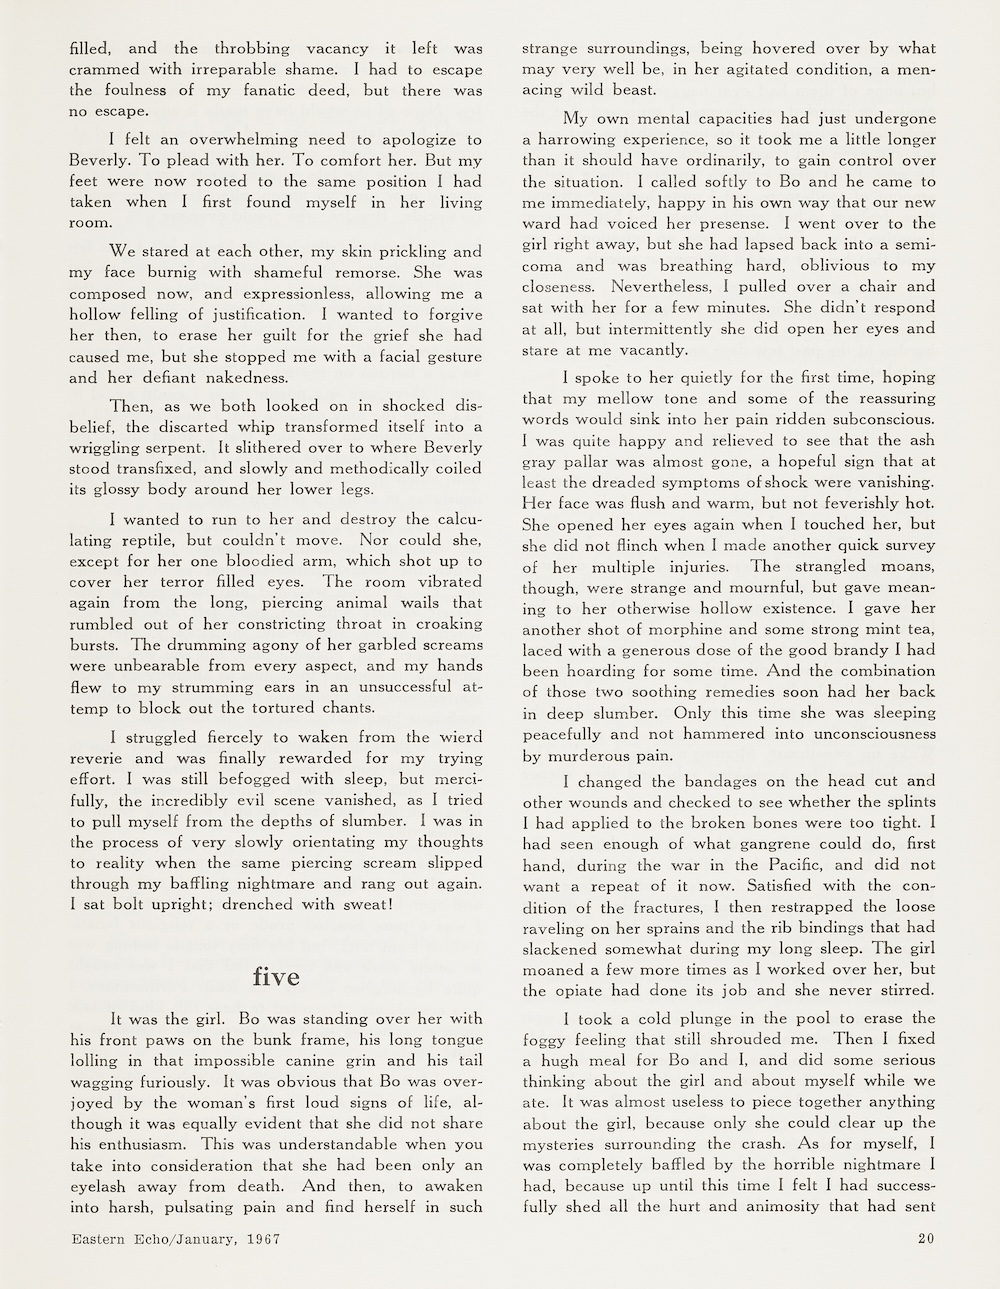 filled, and the throbbing vacancy it left was
crammed with irreparable shame. I had to escape
the foulness of my fanatic deed, but there was
no escape.
I felt an overwhelming need to apologize to
Beverly. To plead with her. To comfort her. But my
feet were now rooted to the same position I had
taken when I first found myself in her living
room.
We stared at each other, my skin prickling and
my face burnig with shameful remorse. She was
composed now, and expressionless, allowing me a
hollow felling of justification. I wanted to forgive
her then, to erase her guilt for the grief she had
caused me, but she stopped me with a facial gesture
and her defiant nakedness.
Then, as we both looked on in shocked dis-
belief, the discarted whip transformed itself into a
wriggling serpent. It slithered over to where Beverly
stood transfixed, and slowly and methodically coiled
its glossy body around her lower legs.
I wanted to run to her and destroy the calcu-
lating reptile, but couldn't move. Nor could she,
except for her one bloodied arm, which shot up to
cover her terror filled eyes. The room vibrated
again from the long, piercing animal wails that
rumbled out of her constricting throat in croaking
bursts. The drumming agony of her garbled screams
were unbearable from every aspect, and my hands
flew to my strumming ears in an unsuccessful at-
temp to block out the tortured chants.
I struggled fiercely to waken from the wierd
reverie and was finally rewarded for my trying
effort. I was still befogged with sleep, but merci-
fully, the incredibly evil scene vanished, as I tried
to pull myself from the depths of slumber. I was in
the process of very slowly orientating my thoughts
to reality when the same piercing scream slipped
through my baffling nightmare and rang out again.
I sat bolt upright; drenched with sweat!
five
It was the girl. Bo was standing over her with
his front paws on the bunk frame, his long tongue
lolling in that impossible canine grin and his tail
wagging furiously. It was obvious that Bo was over-
joyed by the woman's first loud signs of life, al-
though it was equally evident that she did not share
his enthusiasm. This was understandable when you
take into consideration that she had been only an
eyelash away from death. And then, to awaken
into harsh, pulsating pain and find herself in such
strange surroundings, being hovered over by what
may very well be, in her agitated condition, a men-
acing wild beast.
My own mental capacities had just undergone
a harrowing experience, so it took me a little longer
than it should have ordinarily, to gain control over
the situation. I called softly to Bo and he came to
me immediately, happy in his own way that our new
ward had voiced her presense. I went over to the
girl right away, but she had lapsed back into a semi-
coma and was breathing hard, oblivious to my
closeness. Nevertheless, I pulled over a chair and
sat with her for a few minutes. She didn't respond
at all, but intermittently she did open her eyes and
stare at me vacantly.
I spoke to her quietly for the first time, hoping
that my mellow tone and some of the reassuring
words would sink into her pain ridden subconscious.
I was quite happy and relieved to see that the ash
gray pallar was almost gone, a hopeful sign that at
least the dreaded symptoms of shock were vanishing.
Her face was flush and warm, but not feverishly hot.
She opened her eyes again when I touched her, but
she did not flinch when I made another quick survey
of her multiple injuries. The strangled moans,
though, were strange and mournful, but gave mean-
ing to her otherwise hollow existence. I gave her
another shot of morphine and some strong mint tea,
laced with a generous dose of the good brandy I had
been hoarding for some time. And the combination
of those two soothing remedies soon had her back
in deep slumber. Only this time she was sleeping
peacefully and not hammered into unconsciousness
by murderous pain.
I changed the bandages on the head cut and
other wounds and checked to see whether the splints
I had applied to the broken bones were too tight. I
had seen enough of what gangrene could do, first
hand, during the war in the Pacific, and did not
want a repeat of it now. Satisfied with the con-
dition of the fractures, I then restrapped the loose
raveling on her sprains and the rib bindings that had
slackened somewhat during my long sleep. The girl
moaned a few more times as I worked over her, but
the opiate had done its job and she never stirred.
I took a cold plunge in the pool to erase the
foggy feeling that still shrouded me. Then I fixed
a hugh meal for Bo and I, and did some serious
thinking about the girl and about myself while we
ate. It was almost useless to piece together anything
about the girl, because only she could clear up the
mysteries surrounding the crash. As for myself, I
was completely baffled by the horrible nightmare I
had, because up until this time I felt I had success-
fully shed all the hurt and animosity that had sent
Eastern Echo/January, 1967
20